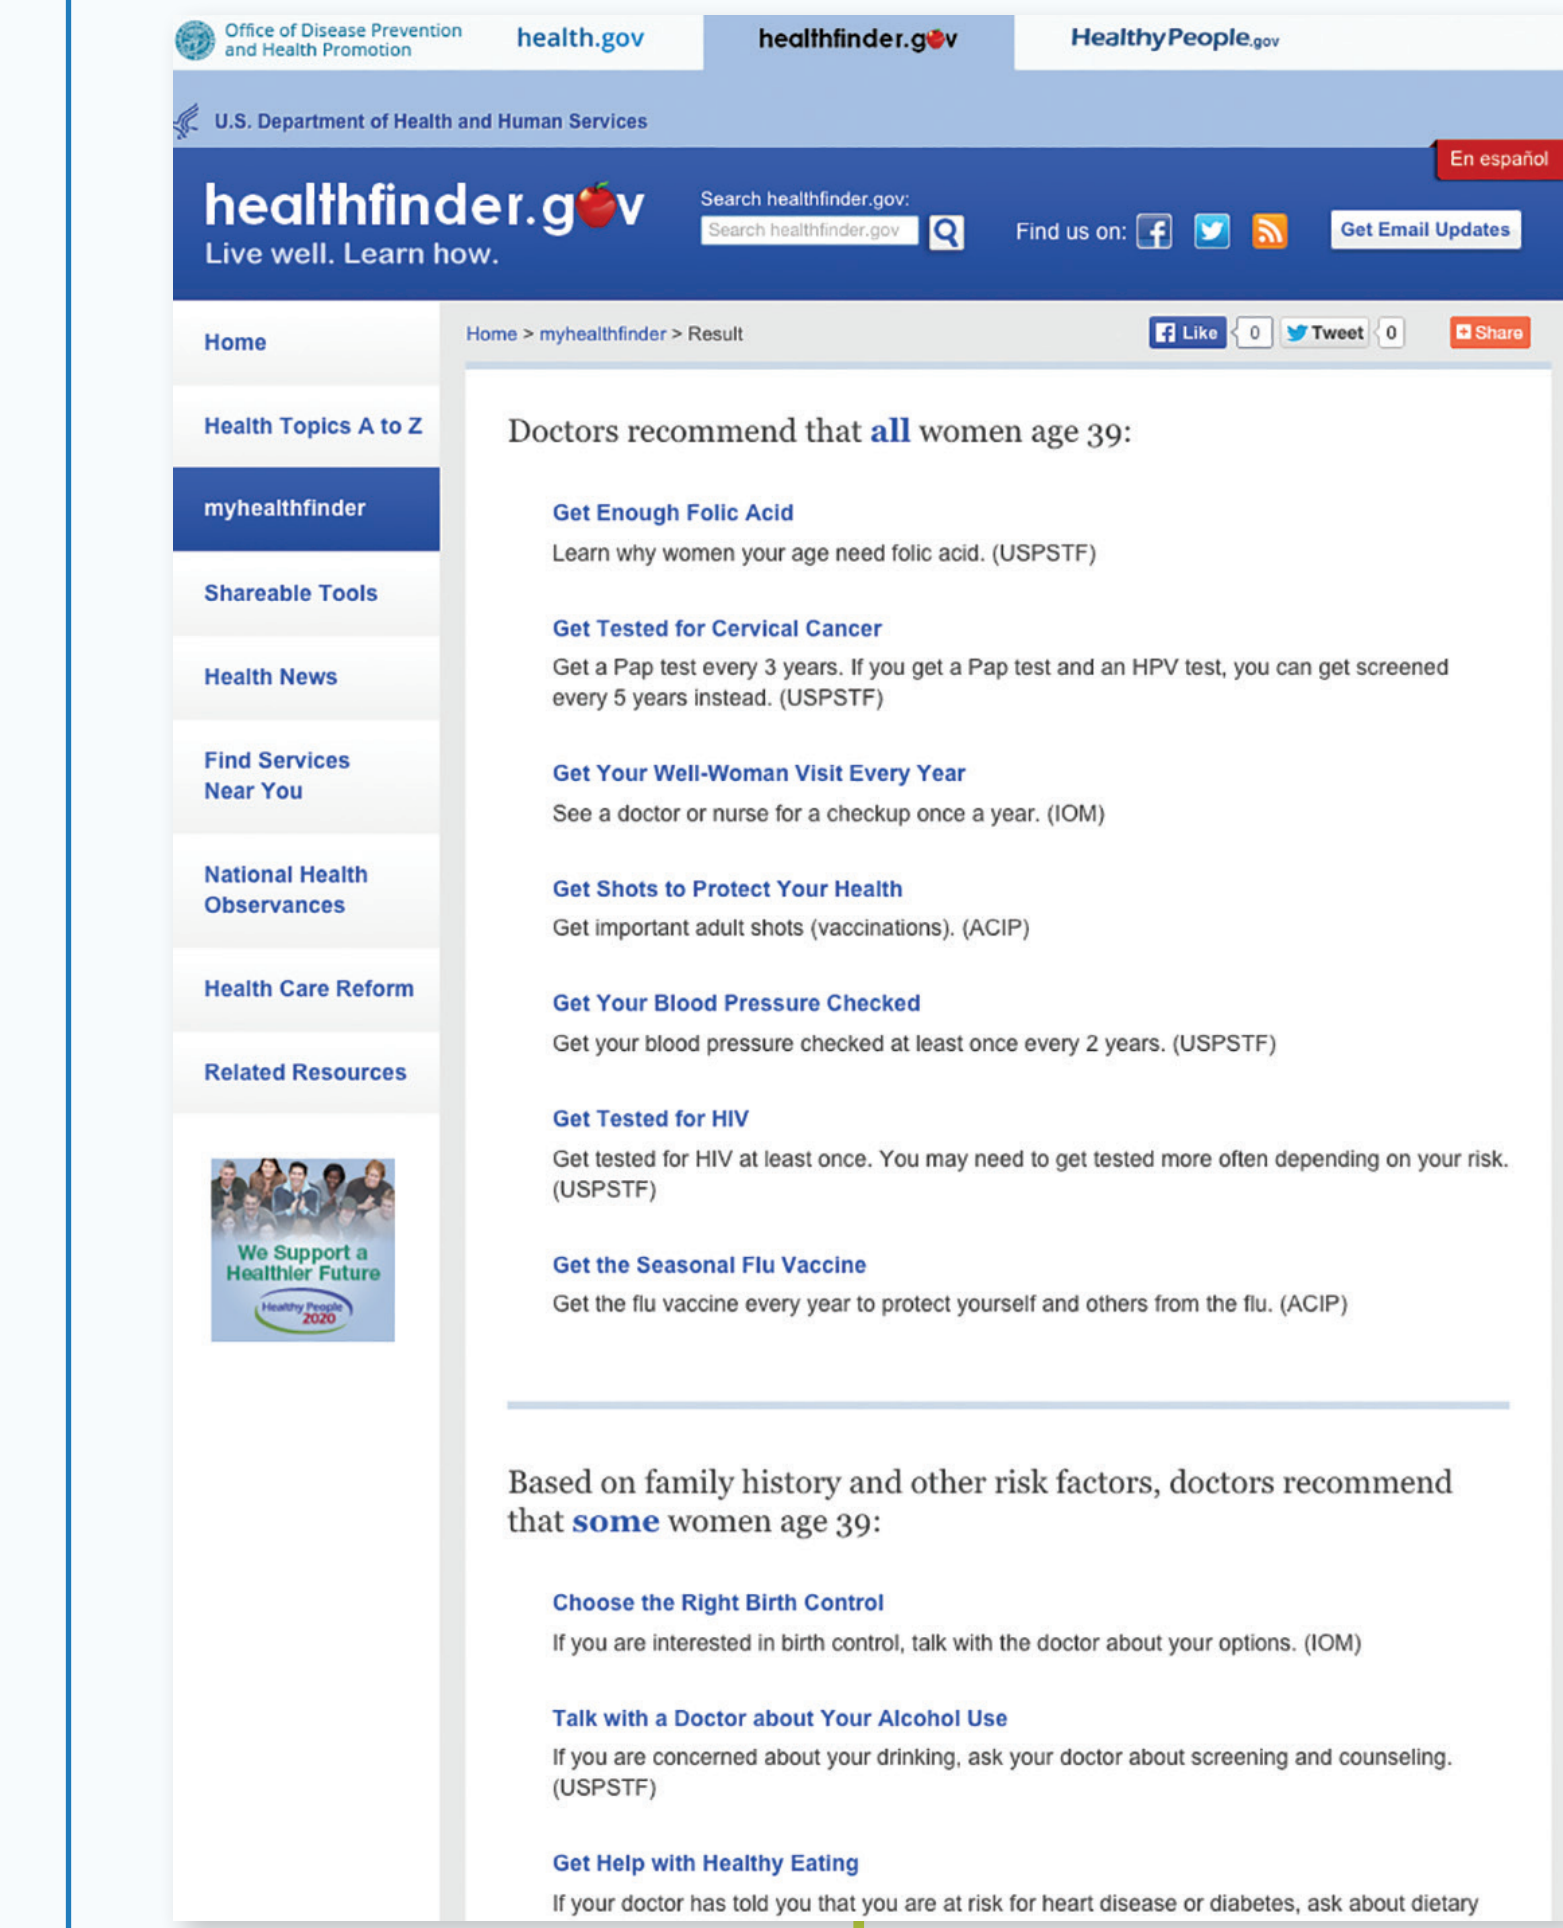 Office of Disease Prevention
and Health Promotion
health.gov
healthfinder.gov
HealthyPeople.gov
U.S. Department of Health and Human Services
En español
healthfinder.gov
Live well. Learn how.
Search healthfinder.gov:
Search healthfinder.gov
Find us on:
Get Email Updates
Home
Health Topics A to Z
myhealthfinder
Shareable Tools
Health News
Find Services
Near You
National Health
Observances
Health Care Reform
Related Resources
We Support a
Healthier Future
Healthy People
2020
Home > myhealthfinder > Result
Like 0 Tweet 0 Share
Doctors recommend that all women age 39:
Get Enough Folic Acid
Learn why women your age need folic acid. (USPSTF)
Get Tested for Cervical Cancer
Get a Pap test every 3 years. If you get a Pap test and an HPV test, you can get screened
every 5 years instead. (USPSTF)
Get Your Well-Woman Visit Every Year
See a doctor or nurse for a checkup once a year. (IOM)
Get Shots to Protect Your Health
Get important adult shots (vaccinations). (ACIP)
Get Your Blood Pressure Checked
Get your blood pressure checked at least once every 2 years. (USPSTF)
Get Tested for HIV
Get tested for HIV at least once. You may need to get tested more often depending on your risk.
(USPSTF)
Get the Seasonal Flu Vaccine
Get the flu vaccine every year to protect yourself and others from the flu. (ACIP)
Based on family history and other risk factors, doctors recommend
that some women age 39:
Choose the Right Birth Control
If you are interested in birth control, talk with the doctor about your options. (IOM)
Talk with a Doctor about Your Alcohol Use
If you are concerned about your drinking, ask your doctor about screening and counseling.
(USPSTF)
Get Help with Healthy Eating
If your doctor has told you that you are at risk for heart disease or diabetes, ask about dietary